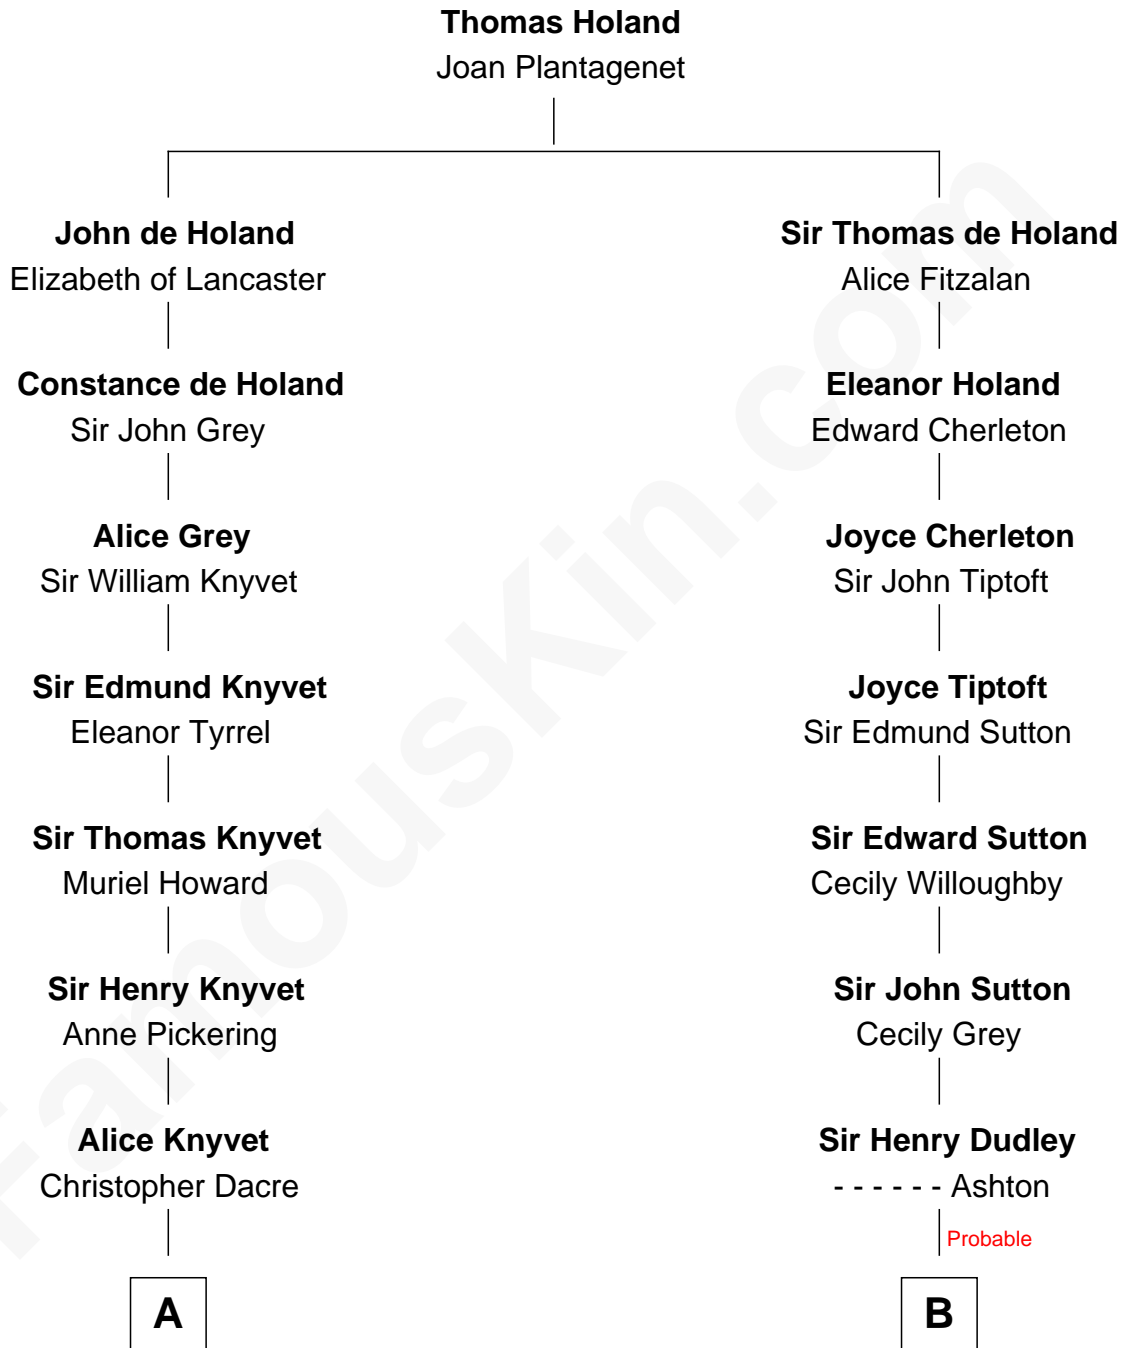 Thomas Holand
Joan Plantagenet
John de Holand
Elizabeth of Lancaster
Constance de Holand
Sir John Grey
Alice Grey
Sir William Knyvet
Sir Edmund Knyvet
Eleanor Tyrrel
Sir Thomas Knyvet
Muriel Howard
Sir Henry Knyvet
Anne Pickering
Alice Knyvet
Christopher Dacre
A
Sir Thomas de Holand
Alice Fitzalan
Eleanor Holand
Edward Cherleton
Joyce Cherleton
Sir John Tiptoft
Joyce Tiptoft
Sir Edmund Sutton
Sir Edward Sutton
Cecily Willoughby
Sir John Sutton
Cecily Grey
Sir Henry Dudley
- - - - - - Ashton
Probable
B
FamousKin.com